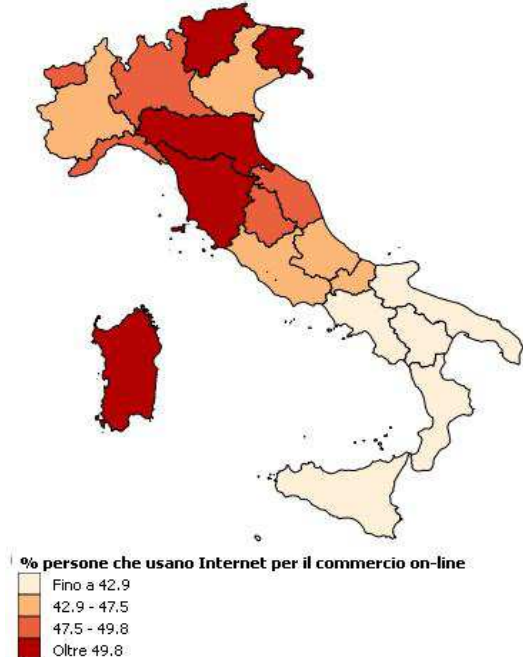 % persone che usano Internet per il commercio on-line
Fino a 42.9
42.9 - 47.5
47.5 - 49.8
Oltre 49.8